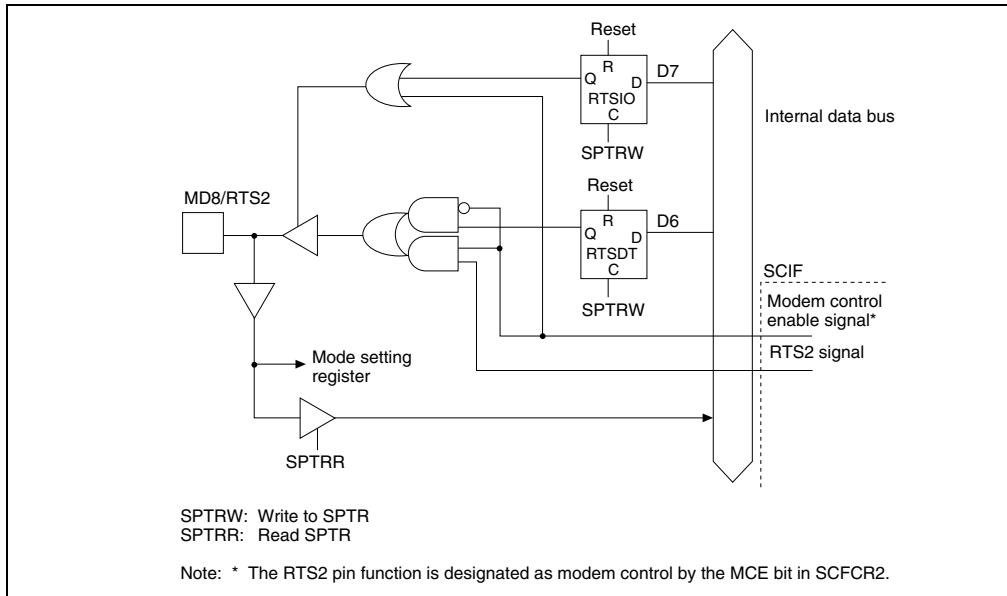 Reset
R
Q
D
D7
RTSIO
C
Internal data bus
SPTRW
MD8/RTS2
Reset
R
Q
D
D6
RTSDT
C
SCIF
SPTRW
Modem control
enable signal*
RTS2 signal
Mode setting
register
SPTRR
SPTRW: Write to SPTR
SPTRR: Read SPTR
Note: * The RTS2 pin function is designated as modem control by the MCE bit in SCFCR2.